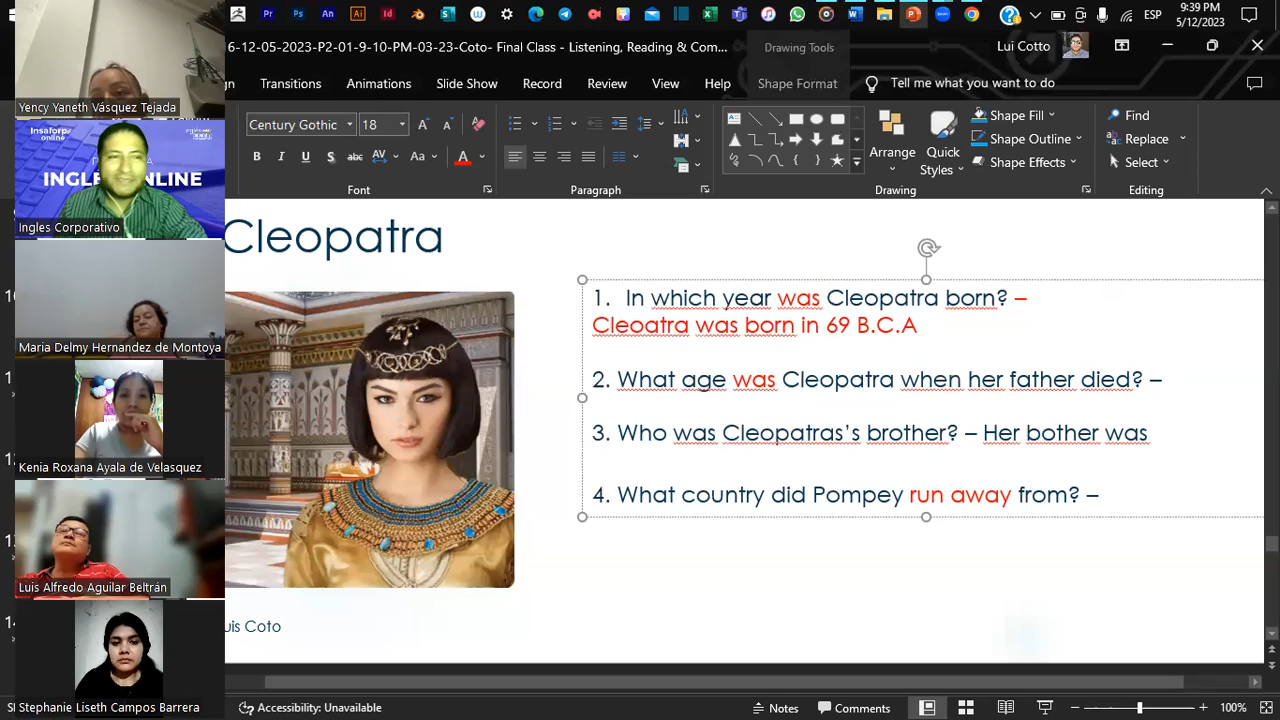 9:39 PM
ESP
5/12/2023
6-12-05-2023-P2-01-9-10-PM-03-23-Coto- Final Class - Listening, Reading & Com...
Drawing Tools
Lui Cotto
gn
Transitions
Animations
Slide Show
Record
Review
View
Help
Shape Format
Tell me what you want to do
Yency Yaneth Vásquez Tejada
Century Gothic
18
Font
Paragraph
Arrange
Quick
Styles
Shape Fill
Shape Outline
Shape Effects
Drawing
Find
Replace
Select
Editing
Insaforp
online
INGLÉS ONLINE
Ingles Corporativo
Cleopatra
1. In which year was Cleopatra born? –
Cleoatra was born in 69 B.C.A
2. What age was Cleopatra when her father died? –
3. Who was Cleopatras's brother? – Her bother was
4. What country did Pompey run away from? –
Maria Delmy Hernandez de Montoya
Kenia Roxana Ayala de Velasquez
Luis Alfredo Aguilar Beltrán
Stephanie Liseth Campos Barrera
uis Coto
Accessibility: Unavailable
Notes
Comments
100%